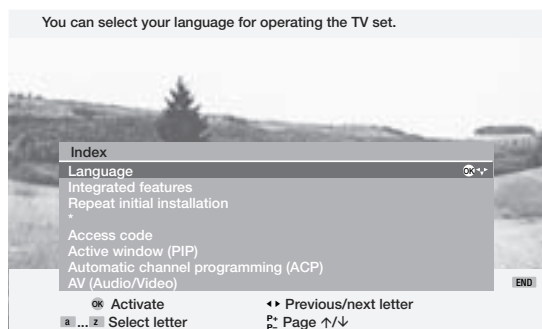 You can select your language for operating the TV set.
Index
Language OK
Integrated features
Repeat initial installation
*
Access code
Active window (PIP)
Automatic channel programming (ACP)
AV (Audio/Video)
END
OK Activate
Previous/next letter
a ... z Select letter
P+ P– Page ↑/↓